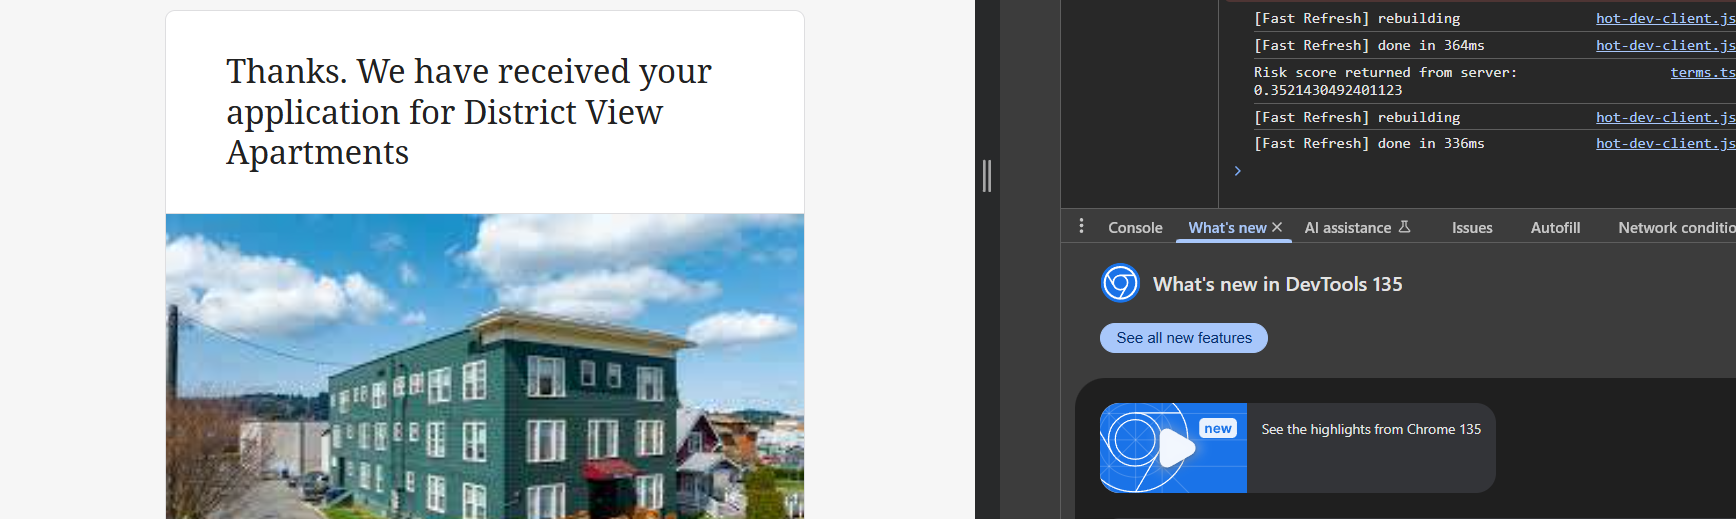 Thanks. We have received your
application for District View
Apartments
[Fast Refresh] rebuilding hot-dev-client.js
[Fast Refresh] done in 364ms hot-dev-client.js
Risk score returned from server: terms.ts
0.3521430492401123
[Fast Refresh] rebuilding hot-dev-client.js
[Fast Refresh] done in 336ms hot-dev-client.js
Console What's new AI assistance Issues Autofill Network conditio
What's new in DevTools 135
See all new features
new
See the highlights from Chrome 135